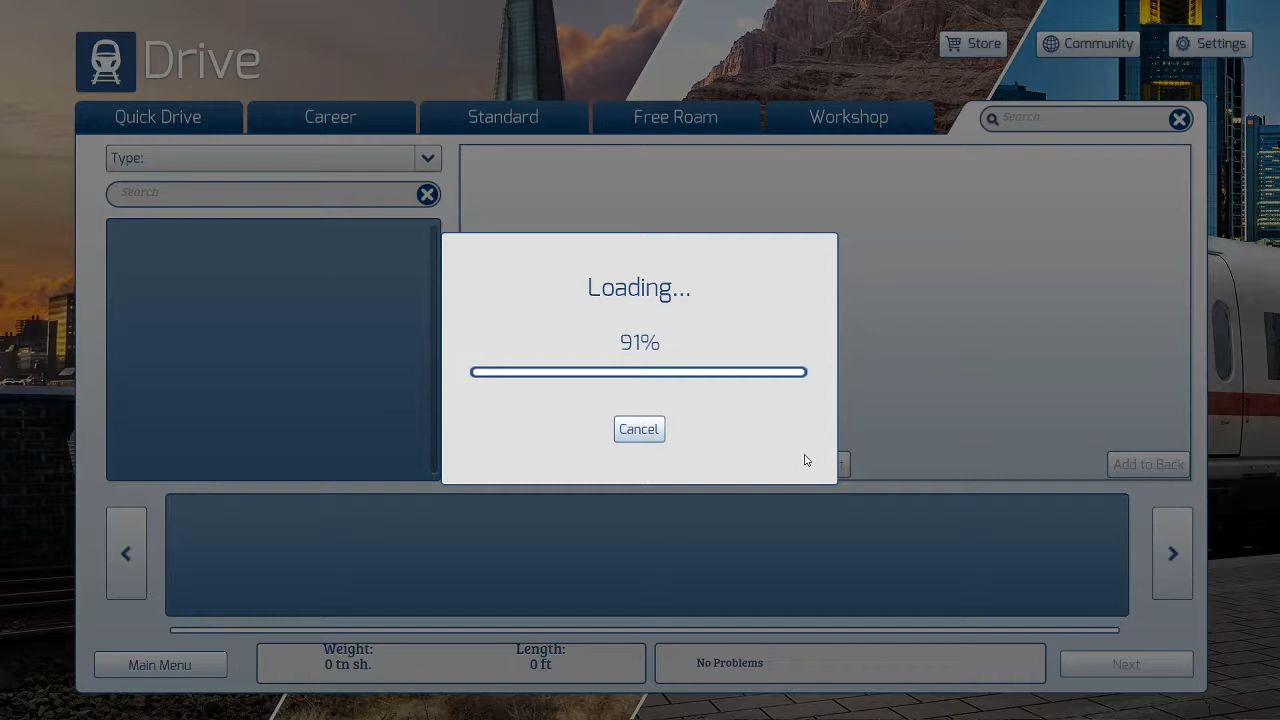 Drive
Store
Community
Settings
Quick Drive
Career
Standard
Free Roam
Workshop
Search
Type:
Search
Loading...
91%
Cancel
Add to Back
Main Menu
Weight:
0 tn sh.
Length:
0 ft
No Problems
Next